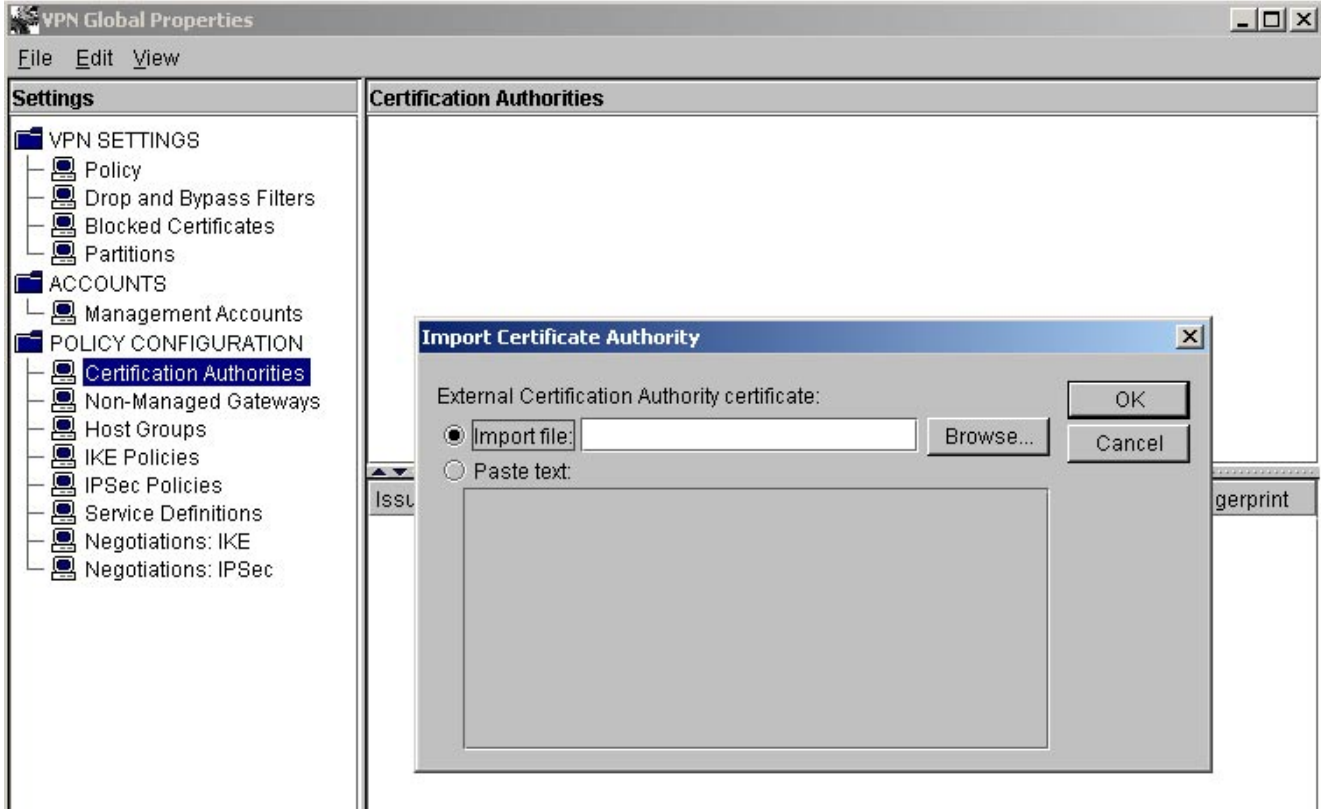 VPN Global Properties
File Edit View
Settings
Certification Authorities
VPN SETTINGS
Policy
Drop and Bypass Filters
Blocked Certificates
Partitions
ACCOUNTS
Management Accounts
POLICY CONFIGURATION
Certification Authorities
Non-Managed Gateways
Host Groups
IKE Policies
IPSec Policies
Service Definitions
Negotiations: IKE
Negotiations: IPSec
Import Certificate Authority
External Certification Authority certificate:
Import file:
Browse...
Paste text:
OK
Cancel
Issu
gerprint